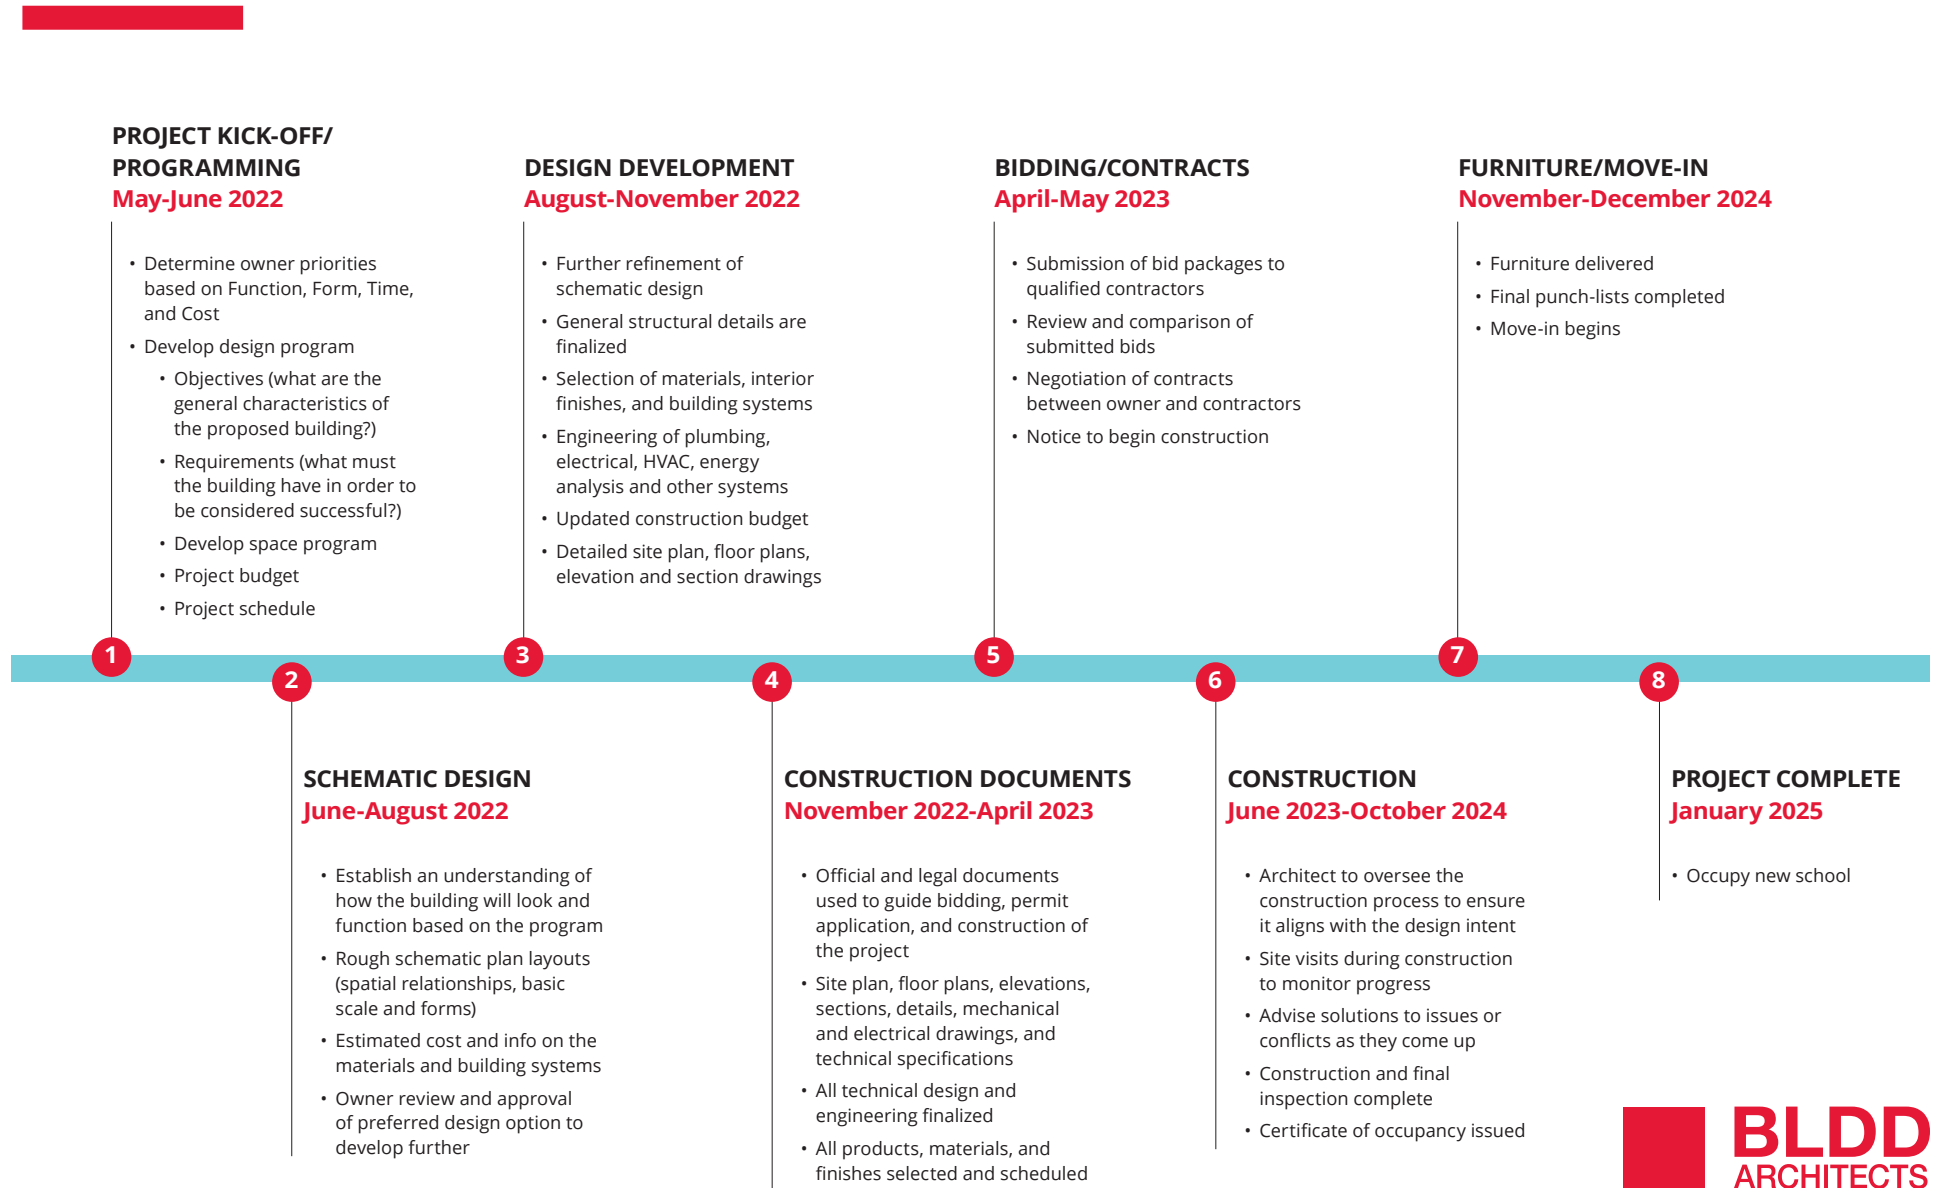 PROJECT KICK-OFF/
PROGRAMMING
May-June 2022
• Determine owner priorities
based on Function, Form, Time,
and Cost
• Develop design program
• Objectives (what are the
general characteristics of
the proposed building?)
• Requirements (what must
the building have in order to
be considered successful?)
• Develop space program
• Project budget
• Project schedule
1
2
SCHEMATIC DESIGN
June-August 2022
• Establish an understanding of
how the building will look and
function based on the program
• Rough schematic plan layouts
(spatial relationships, basic
scale and forms)
• Estimated cost and info on the
materials and building systems
• Owner review and approval
of preferred design option to
develop further
DESIGN DEVELOPMENT
August-November 2022
• Further refinement of
schematic design
• General structural details are
finalized
• Selection of materials, interior
finishes, and building systems
• Engineering of plumbing,
electrical, HVAC, energy
analysis and other systems
• Updated construction budget
• Detailed site plan, floor plans,
elevation and section drawings
3
4
CONSTRUCTION DOCUMENTS
November 2022-April 2023
• Official and legal documents
used to guide bidding, permit
application, and construction of
the project
• Site plan, floor plans, elevations,
sections, details, mechanical
and electrical drawings, and
technical specifications
• All technical design and
engineering finalized
• All products, materials, and
finishes selected and scheduled
BIDDING/CONTRACTS
April-May 2023
• Submission of bid packages to
qualified contractors
• Review and comparison of
submitted bids
• Negotiation of contracts
between owner and contractors
• Notice to begin construction
5
6
CONSTRUCTION
June 2023-October 2024
• Architect to oversee the
construction process to ensure
it aligns with the design intent
• Site visits during construction
to monitor progress
• Advise solutions to issues or
conflicts as they come up
• Construction and final
inspection complete
• Certificate of occupancy issued
FURNITURE/MOVE-IN
November-December 2024
• Furniture delivered
• Final punch-lists completed
• Move-in begins
7
8
PROJECT COMPLETE
January 2025
• Occupy new school
BLDD
ARCHITECTS